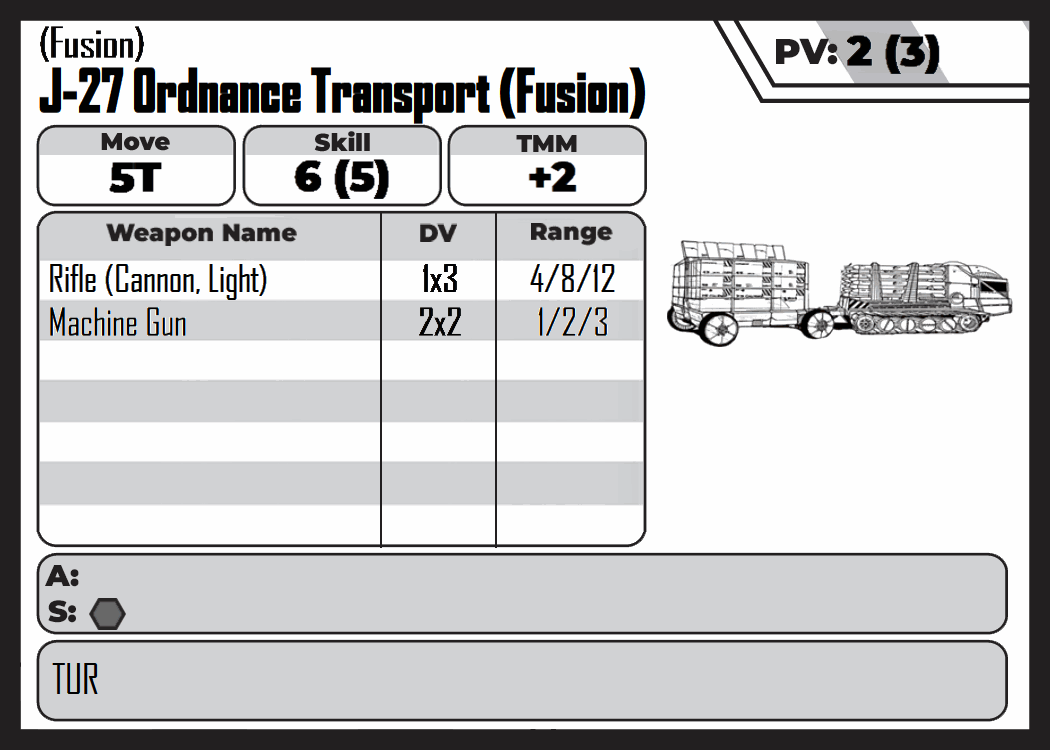 (Fusion)
J-27 Ordnance Transport (Fusion)
PV: 2 (3)
Move Skill TMM
5T 6 (5) +2
Weapon Name DV Range
Rifle (Cannon, Light) 1x3 4/8/12
Machine Gun 2x2 1/2/3
A:
S:
TUR